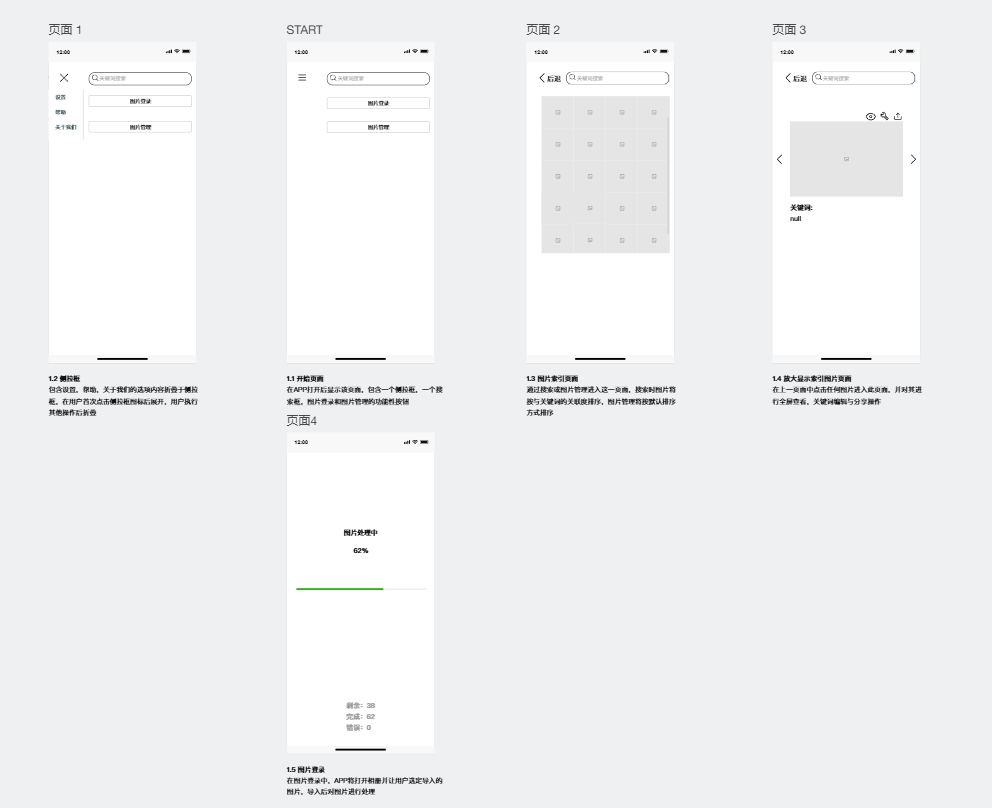 页面 1
12:00
关键词搜索
设置
帮助
关于我们
图片登录
图片管理
1.2 侧拉框
包含设置，帮助，关于我们的选项内容折叠于侧拉
框，在用户首次点击侧拉框图标后展开，用户执行
其他操作后折叠
START
12:00
关键词搜索
图片登录
图片管理
1.1 开始页面
在APP打开后显示该页面，包含一个侧拉框，一个搜
索框，图片登录和图片管理的功能性按钮
页面 2
12:00
后退
关键词搜索
1.3 图片索引页面
通过搜索或图片管理进入这一页面，搜索时图片将
按与关键词的关联度排序，图片管理将按默认排序
方式排序
页面 3
12:00
后退
关键词搜索
关键词:
null
1.4 放大显示索引图片页面
在上一页面中点击任何图片进入此页面，并对其进
行全屏查看，关键词编辑与分享操作
页面4
12:00
图片处理中
62%
剩余：38
完成：62
错误：0
1.5 图片登录
在图片登录中，APP将打开相册并让用户选定导入的
图片，导入后对图片进行处理